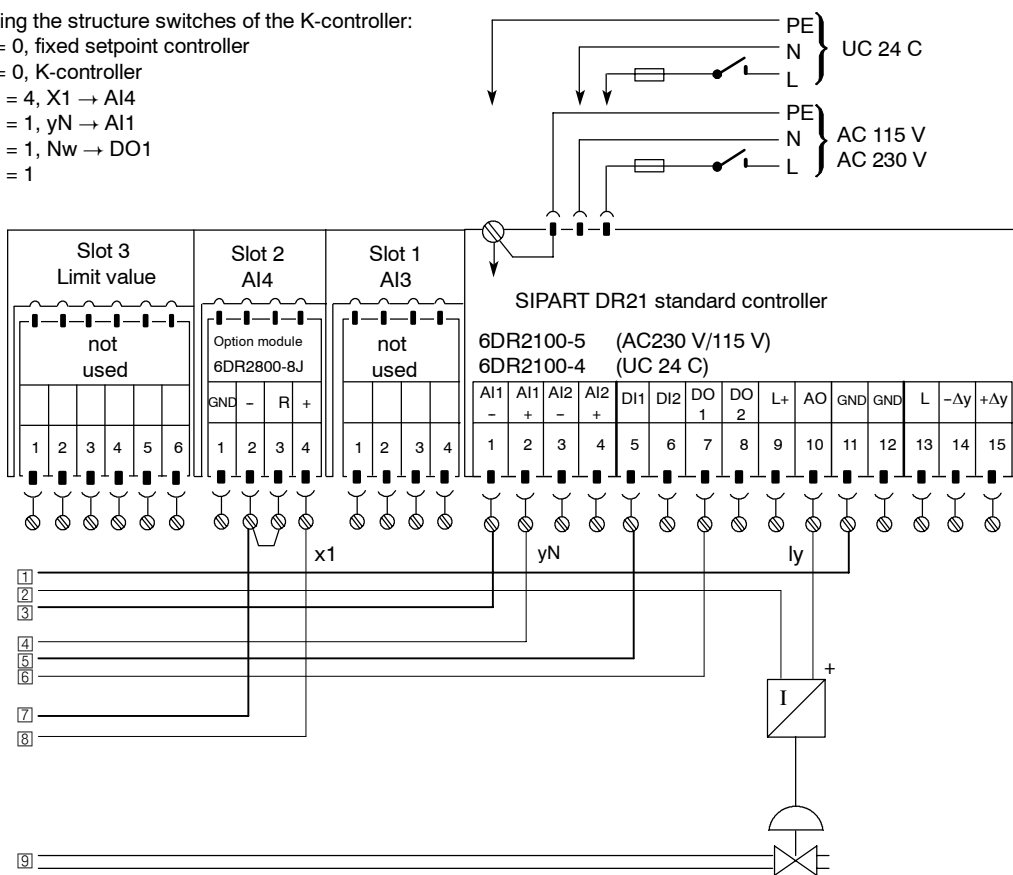 ing the structure switches of the K-controller:
= 0, fixed setpoint controller
= 0, K-controller
= 4, X1 → AI4
= 1, yN → AI1
= 1, Nw → DO1
= 1
PE
N
L
UC 24 C
PE
N
L
AC 115 V
AC 230 V
Slot 3
Limit value
not
used
1 2 3 4 5 6
Slot 2
AI4
Option module
6DR2800-8J
GND − R +
1 2 3 4
Slot 1
AI3
not
used
1 2 3 4
SIPART DR21 standard controller
6DR2100-5 (AC230 V/115 V)
6DR2100-4 (UC 24 C)
AI1 − AI1 + AI2 − AI2 + DI1 DI2 DO 1 DO 2 L+ AO GND GND L −Δy +Δy
1 2 3 4 5 6 7 8 9 10 11 12 13 14 15
x1
yN
Iy
1
2
3
4
5
6
7
8
9
+
I